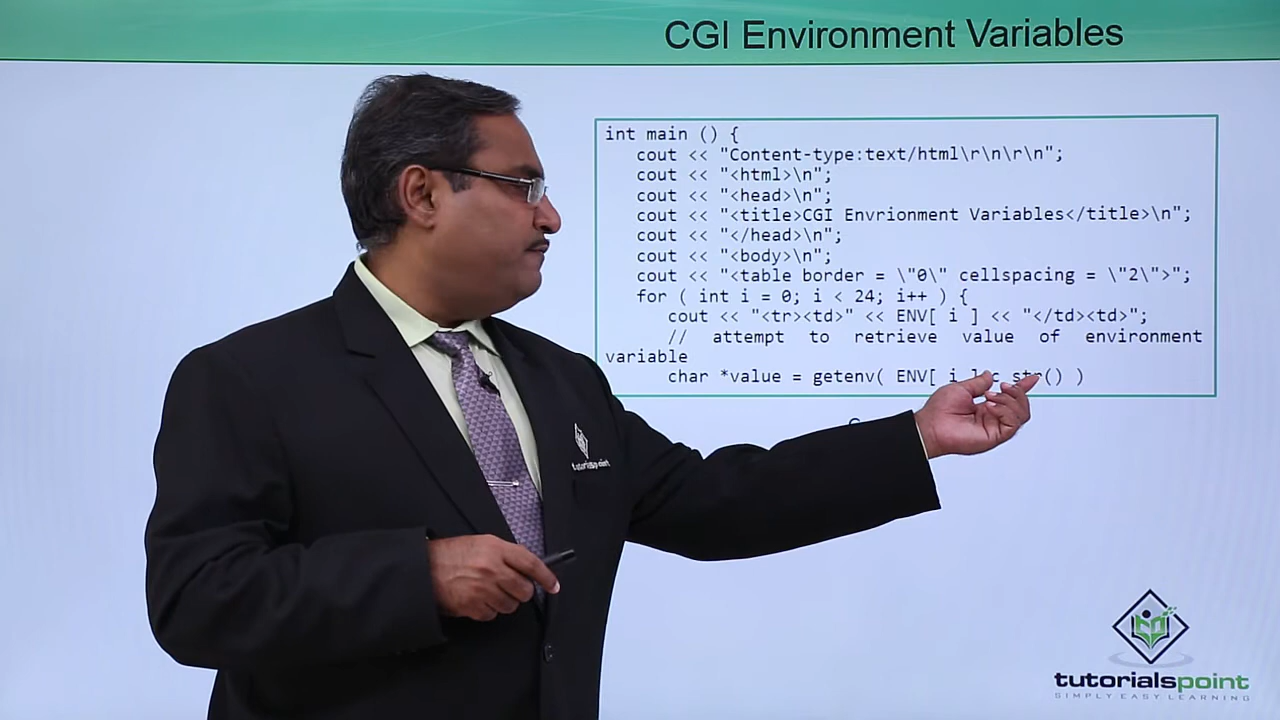 CGI Environment Variables
int main () {
cout << "Content-type:text/html\r\n\r\n";
cout << "<html>\n";
cout << "<head>\n";
cout << "<title>CGI Envrionment Variables</title>\n";
cout << "</head>\n";
cout << "<body>\n";
cout << "<table border = \"0\" cellspacing = \"2\">";
for ( int i = 0; i < 24; i++ ) {
cout << "<tr><td>" << ENV[ i ] << "</td><td>";
// attempt to retrieve value of environment
variable
char *value = getenv( ENV[ i ].c_str() )
tutorialspoint
tutorialspoint
SIMPLY EASY LEARNING